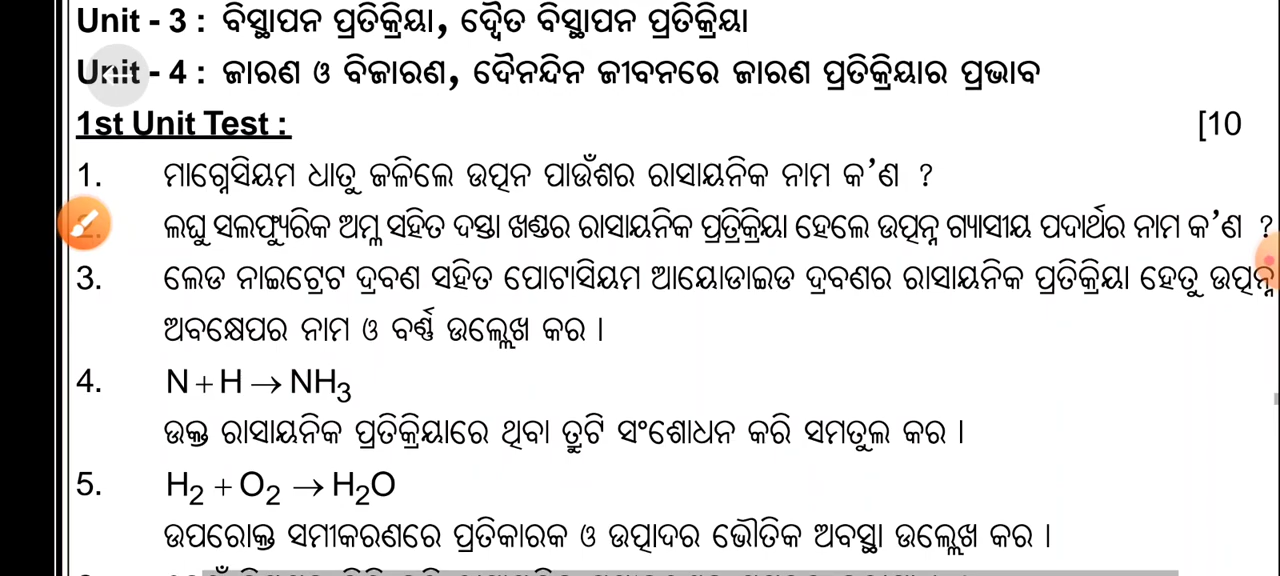 Unit - 3 : ବିସ୍ଥାପନ ପ୍ରତିକ୍ରିୟା, ଦ୍ୱୈତ ବିସ୍ଥାପନ ପ୍ରତିକ୍ରିୟା
Unit - 4 : ଜାରଣ ଓ ବିଜାରଣ, ଦୈନନ୍ଦିନ ଜୀବନରେ ଜାରଣ ପ୍ରତିକ୍ରିୟାର ପ୍ରଭାବ
1st Unit Test : [10
1. ମାଗ୍ନେସିୟମ ଧାତୁ ଜଳିଲେ ଉତ୍ପନ ପାଉଁଶର ରାସାୟନିକ ନାମ କ'ଣ ?
ଲଘୁ ସଲଫ୍ୟୁରିକ ଅମ୍ଳ ସହିତ ଦସ୍ତା ଖଣ୍ଡର ରାସାୟନିକ ପ୍ରତ୍ରିକ୍ରିୟା ହେଲେ ଉତ୍ପନ୍ନ ଗ୍ୟାସୀୟ ପଦାର୍ଥର ନାମ କ'ଣ ?
3. ଲେଡ ନାଇଟ୍ରେଟ ଦ୍ରବଣ ସହିତ ପୋଟାସିୟମ ଆୟୋଡାଇଡ ଦ୍ରବଣର ରାସାୟନିକ ପ୍ରତିକ୍ରିୟା ହେତୁ ଉତ୍ପନ୍ନ
ଅବକ୍ଷେପର ନାମ ଓ ବର୍ଣ୍ଣ ଉଲ୍ଲେଖ କର ।
4. N + H → NH₃
ଉକ୍ତ ରାସାୟନିକ ପ୍ରତିକ୍ରିୟାରେ ଥିବା ତ୍ରୁଟି ସଂଶୋଧନ କରି ସମତୁଲ କର ।
5. H₂ + O₂ → H₂O
ଉପରୋକ୍ତ ସମୀକରଣରେ ପ୍ରତିକାରକ ଓ ଉତ୍ପାଦର ଭୌତିକ ଅବସ୍ଥା ଉଲ୍ଲେଖ କର ।